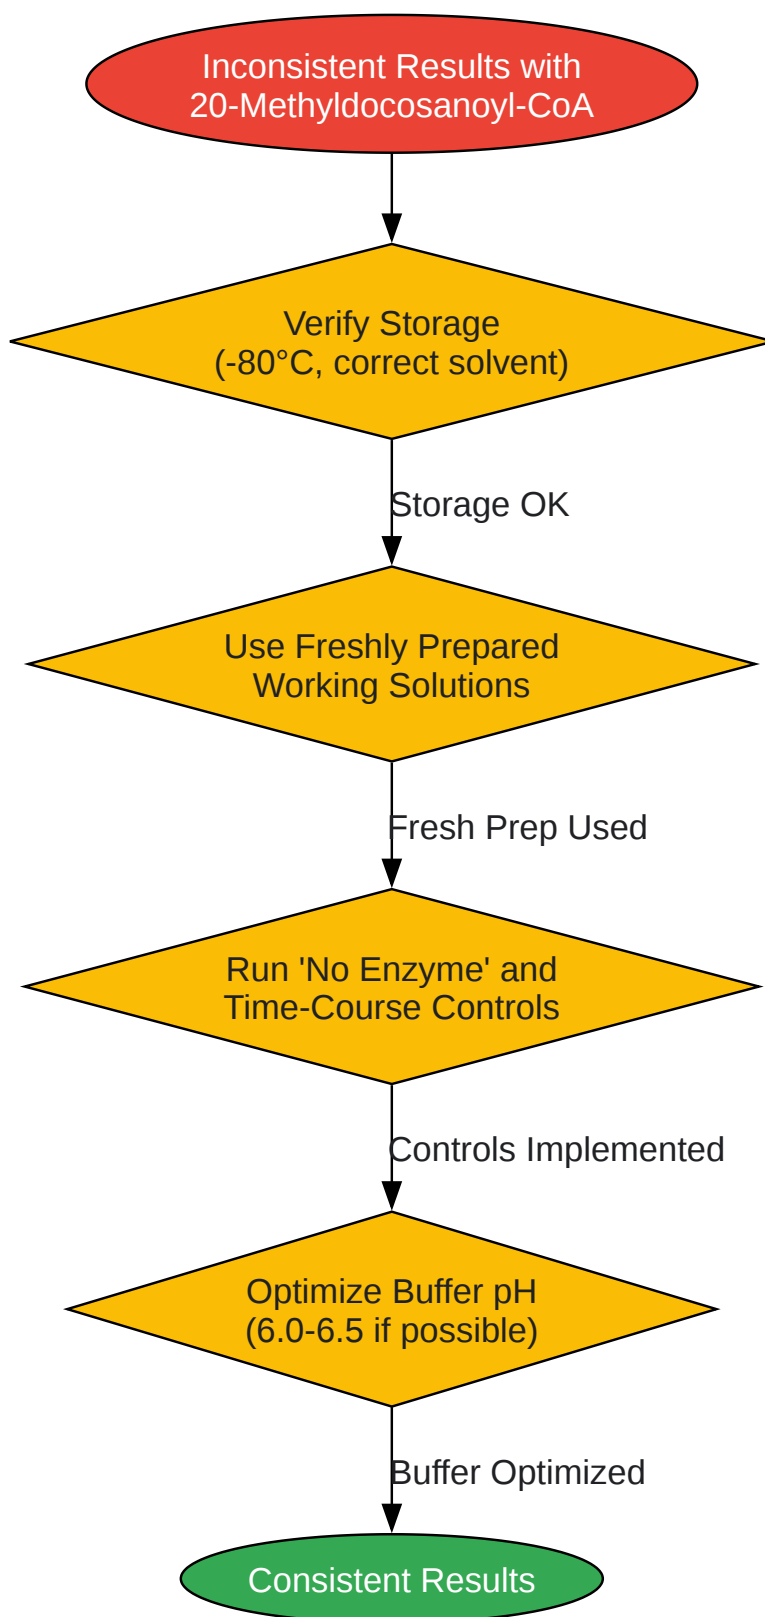 Inconsistent Results with
20-Methyldocosanoyl-CoA
Verify Storage
(-80°C, correct solvent)
Storage OK
Use Freshly Prepared
Working Solutions
Fresh Prep Used
Run 'No Enzyme' and
Time-Course Controls
Controls Implemented
Optimize Buffer pH
(6.0-6.5 if possible)
Buffer Optimized
Consistent Results